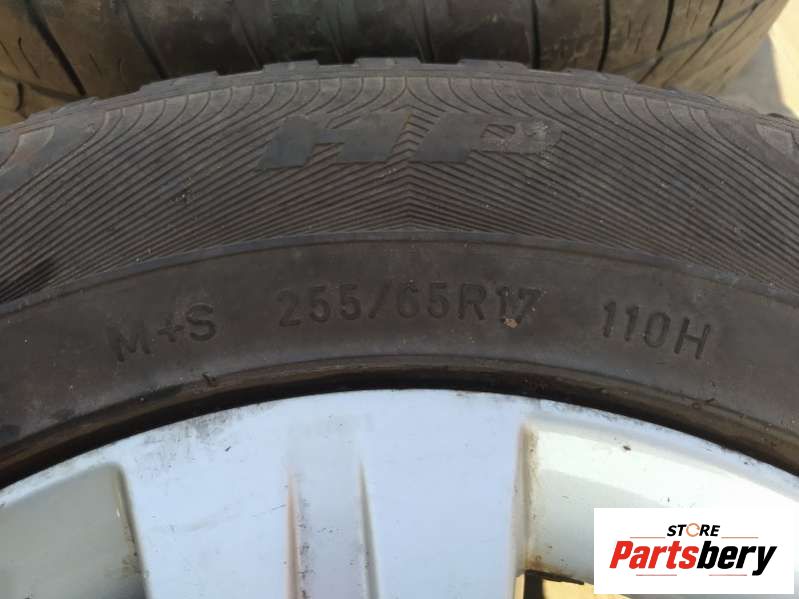 HP
M+S 255/65R17 110H
STORE
Partsbery